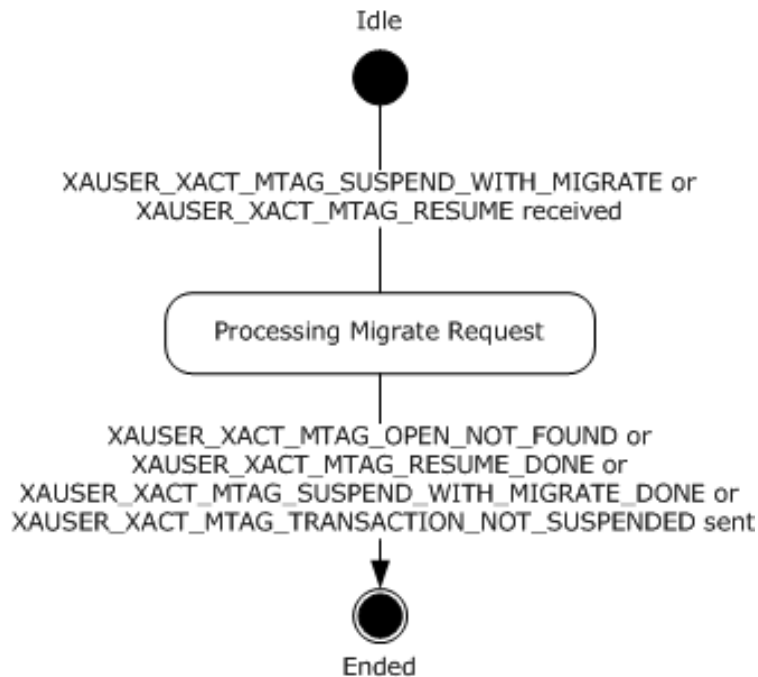 Idle
XAUSER_XACT_MTAG_SUSPEND_WITH_MIGRATE or
XAUSER_XACT_MTAG_RESUME received
Processing Migrate Request
XAUSER_XACT_MTAG_OPEN_NOT_FOUND or
XAUSER_XACT_MTAG_RESUME_DONE or
XAUSER_XACT_MTAG_SUSPEND_WITH_MIGRATE_DONE or
XAUSER_XACT_MTAG_TRANSACTION_NOT_SUSPENDED sent
Ended